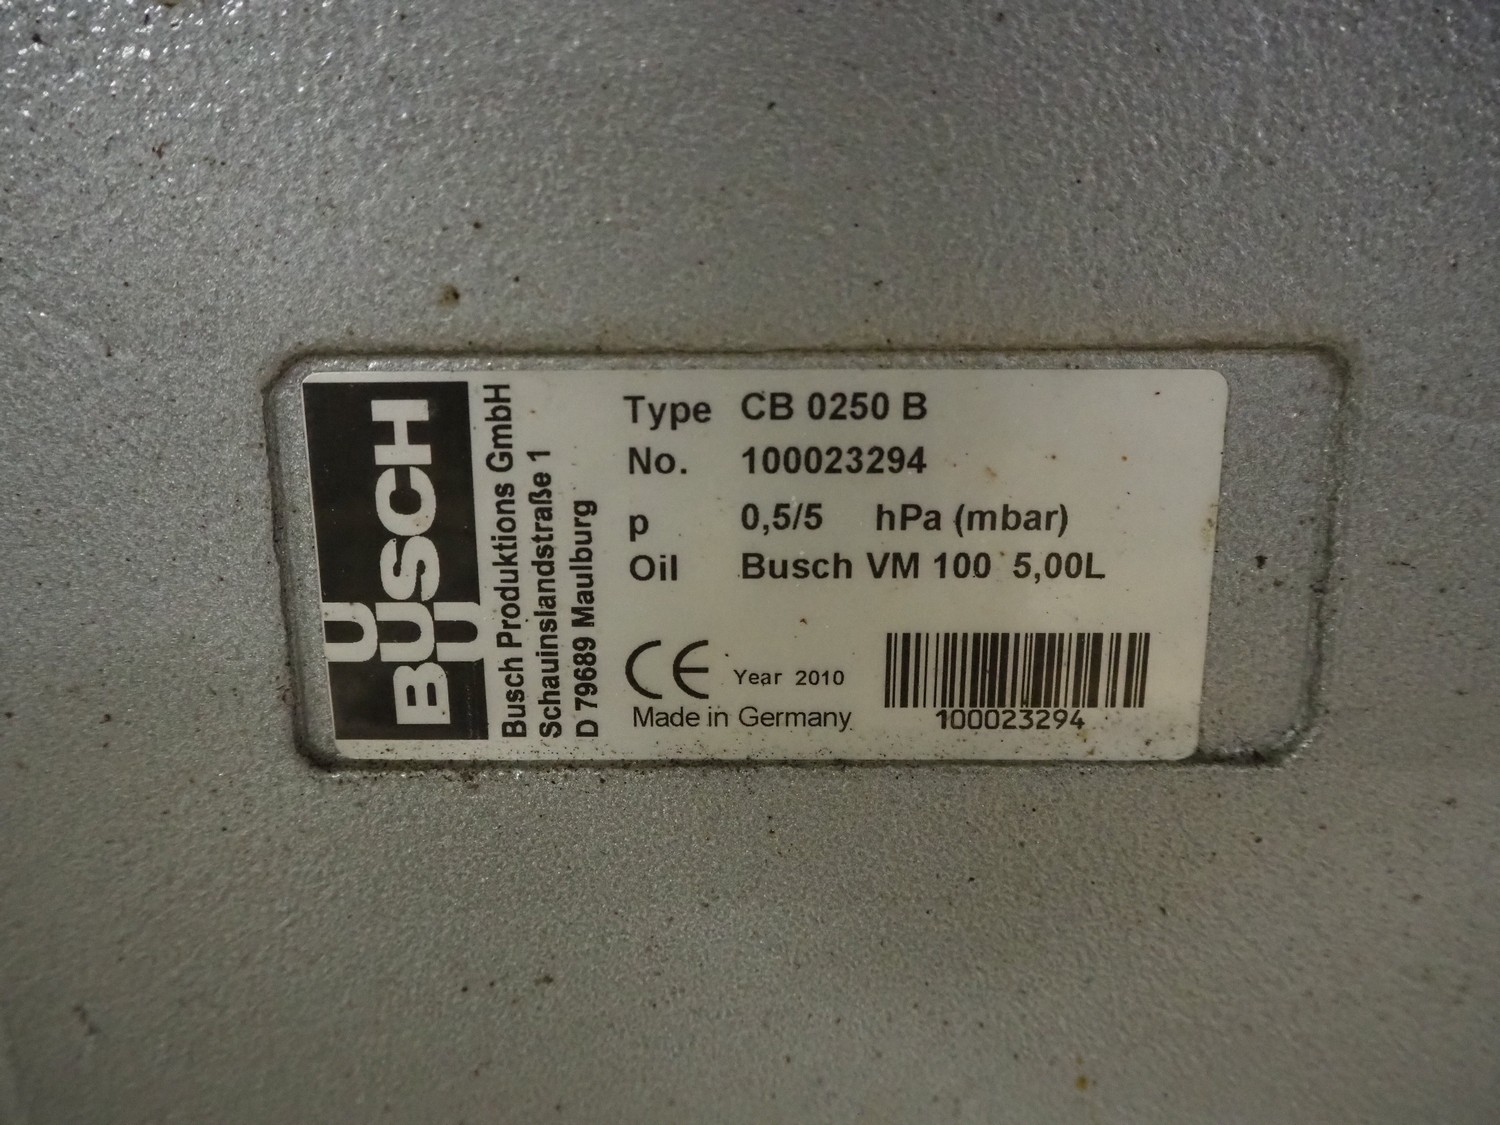 BUSCH
U
U
Busch Produktions GmbH
Schauinslandstraße 1
D 79689 Maulburg
Type CB 0250 B
No. 100023294
p 0,5/5 hPa (mbar)
Oil Busch VM 100 5,00L
CE Year 2010
Made in Germany
100023294